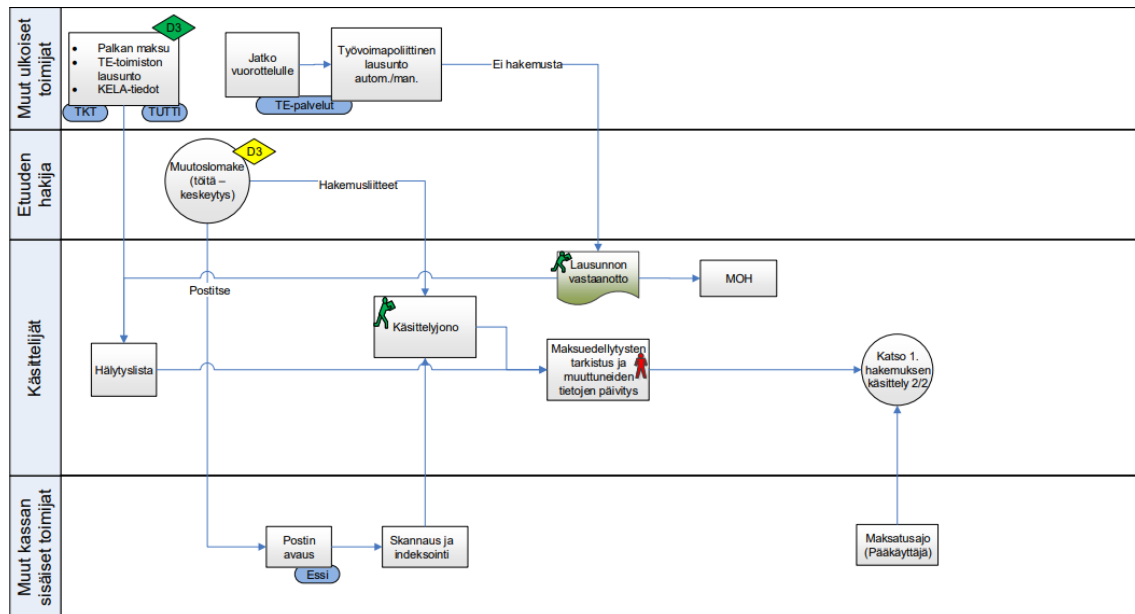 Muut ulkoiset
toimijat
D3
• Palkan maksu
• TE-toimiston
lausunto
• KELA-tiedot
TKT
TUTTI
Jatko
vuorottelulle
TE-palvelut
Työvoimapoliittinen
lausunto
autom./man.
Ei hakemusta
Etuuden
hakija
Muutoslomake
(töitä –
keskeytys)
D3
Hakemusliitteet
Käsittelijät
Postitse
Lausunnon
vastaanotto
MOH
Käsittelyjono
Hälytyslista
Maksuedellytysten
tarkistus ja
muuttuneiden
tietojen päivitys
Katso 1.
hakemuksen
käsittely 2/2
Muut kassan
sisäiset toimijat
Postin
avaus
Essi
Skannaus ja
indeksointi
Maksatusajo
(Pääkäyttäjä)